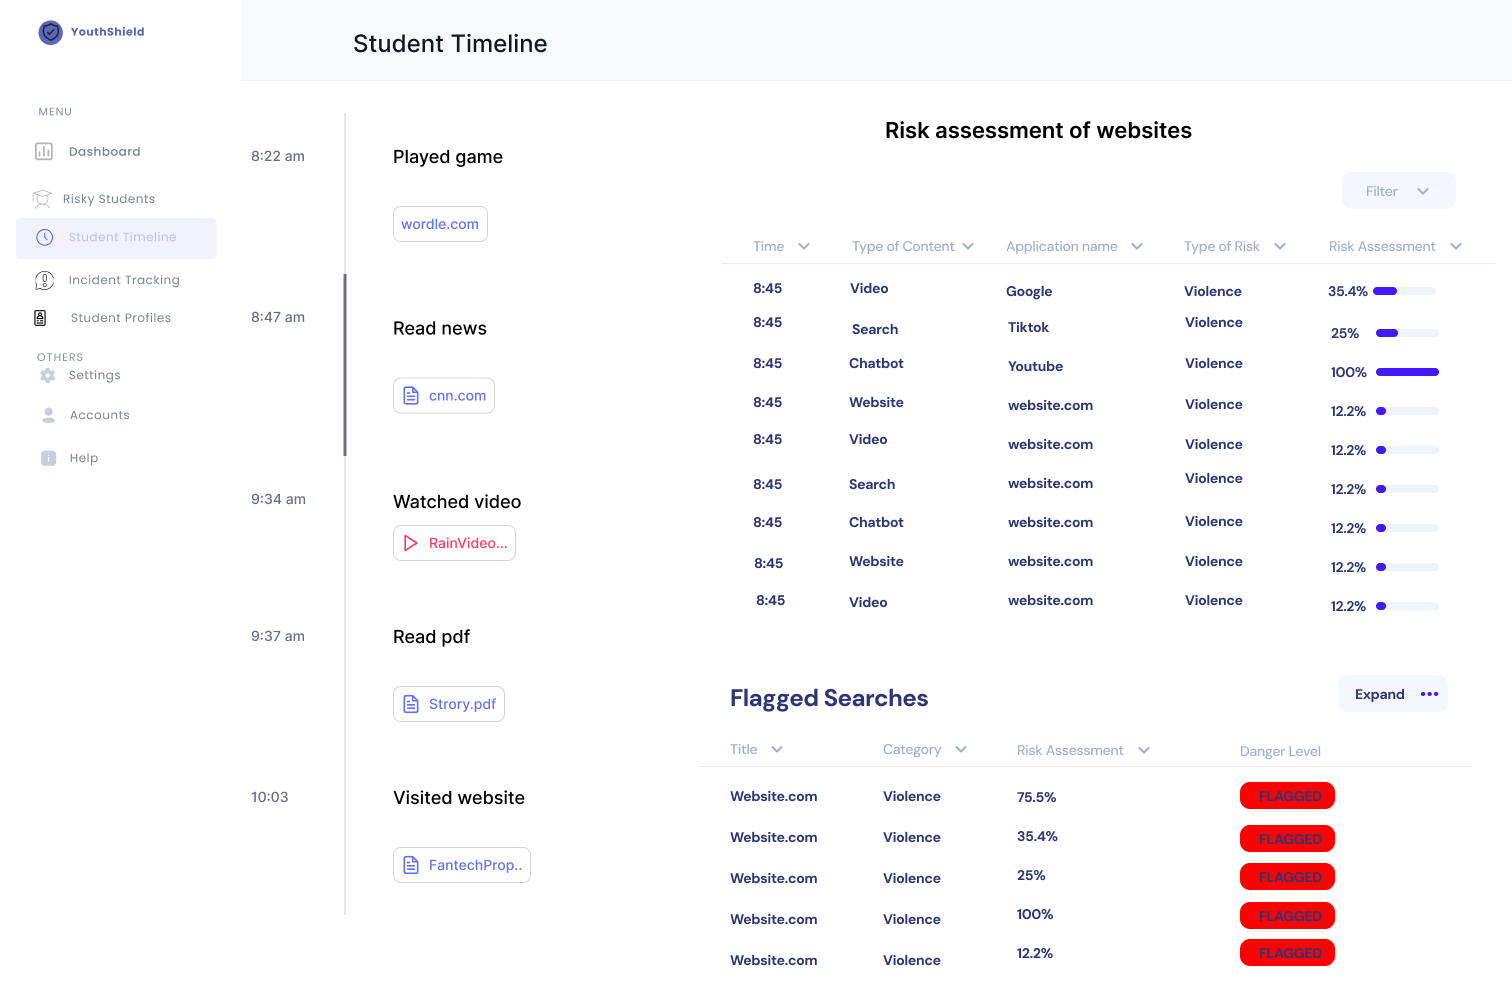 YouthShield
MENU
Dashboard
Risky Students
Student Timeline
Incident Tracking
Student Profiles
OTHERS
Settings
Accounts
Help
Student Timeline
8:22 am Played game
wordle.com
8:47 am Read news
cnn.com
9:34 am Watched video
RainVideo...
9:37 am Read pdf
Strory.pdf
10:03 Visited website
FantechProp..
Risk assessment of websites
Filter
Time Type of Content Application name Type of Risk Risk Assessment
8:45 Video Google Violence 35.4%
8:45 Search Tiktok Violence 25%
8:45 Chatbot Youtube Violence 100%
8:45 Website website.com Violence 12.2%
8:45 Video website.com Violence 12.2%
8:45 Search website.com Violence 12.2%
8:45 Chatbot website.com Violence 12.2%
8:45 Website website.com Violence 12.2%
8:45 Video website.com Violence 12.2%
Flagged Searches
Expand
Title Category Risk Assessment Danger Level
Website.com Violence 75.5% FLAGGED
Website.com Violence 35.4% FLAGGED
Website.com Violence 25% FLAGGED
Website.com Violence 100% FLAGGED
Website.com Violence 12.2% FLAGGED